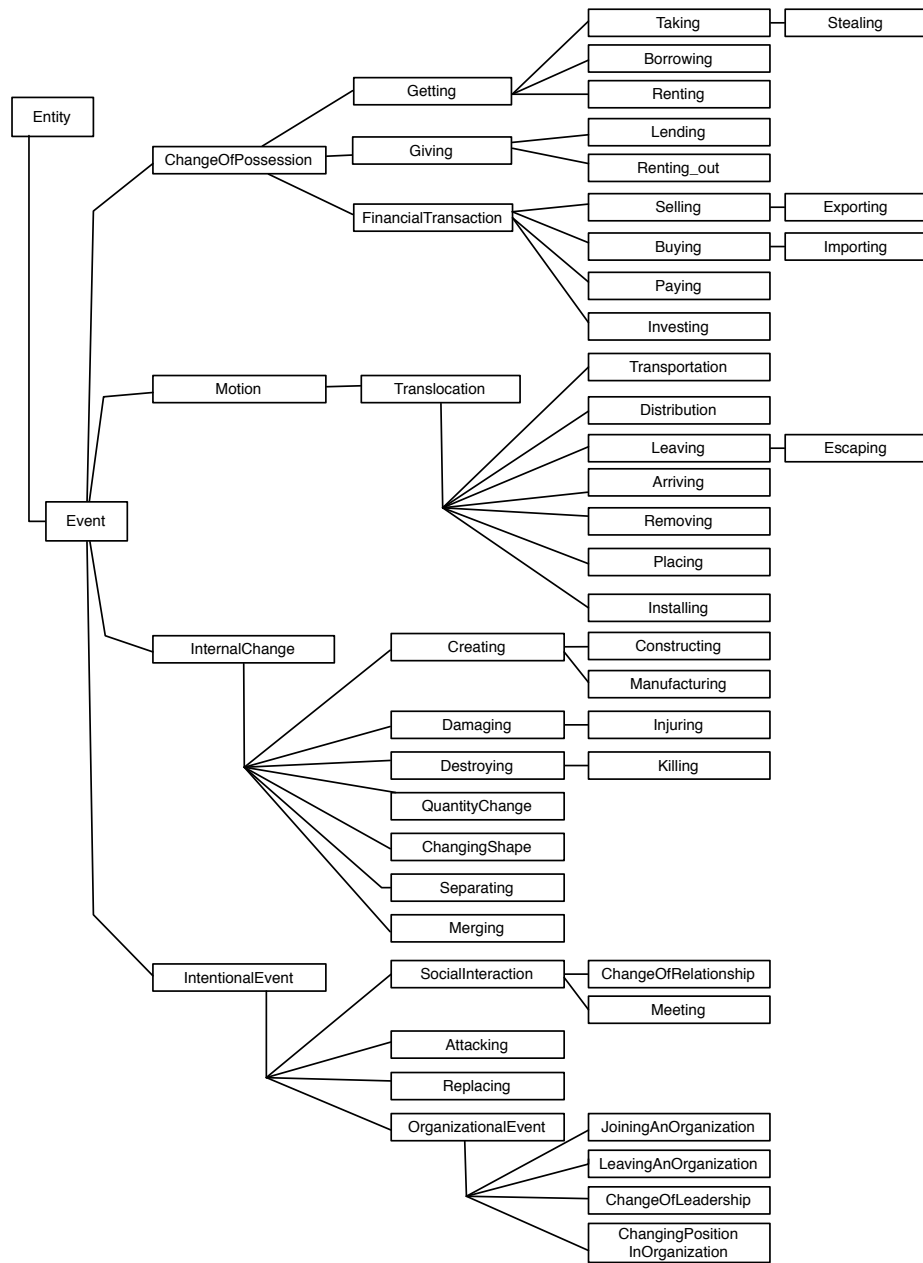 Entity
Event
ChangeOfPossession
Getting
Taking
Stealing
Borrowing
Renting
Giving
Lending
Renting_out
FinancialTransaction
Selling
Exporting
Buying
Importing
Paying
Investing
Motion
Translocation
Transportation
Distribution
Leaving
Escaping
Arriving
Removing
Placing
Installing
InternalChange
Creating
Constructing
Manufacturing
Damaging
Injuring
Destroying
Killing
QuantityChange
ChangingShape
Separating
Merging
IntentionalEvent
SocialInteraction
ChangeOfRelationship
Meeting
Attacking
Replacing
OrganizationalEvent
JoiningAnOrganization
LeavingAnOrganization
ChangeOfLeadership
ChangingPosition
InOrganization